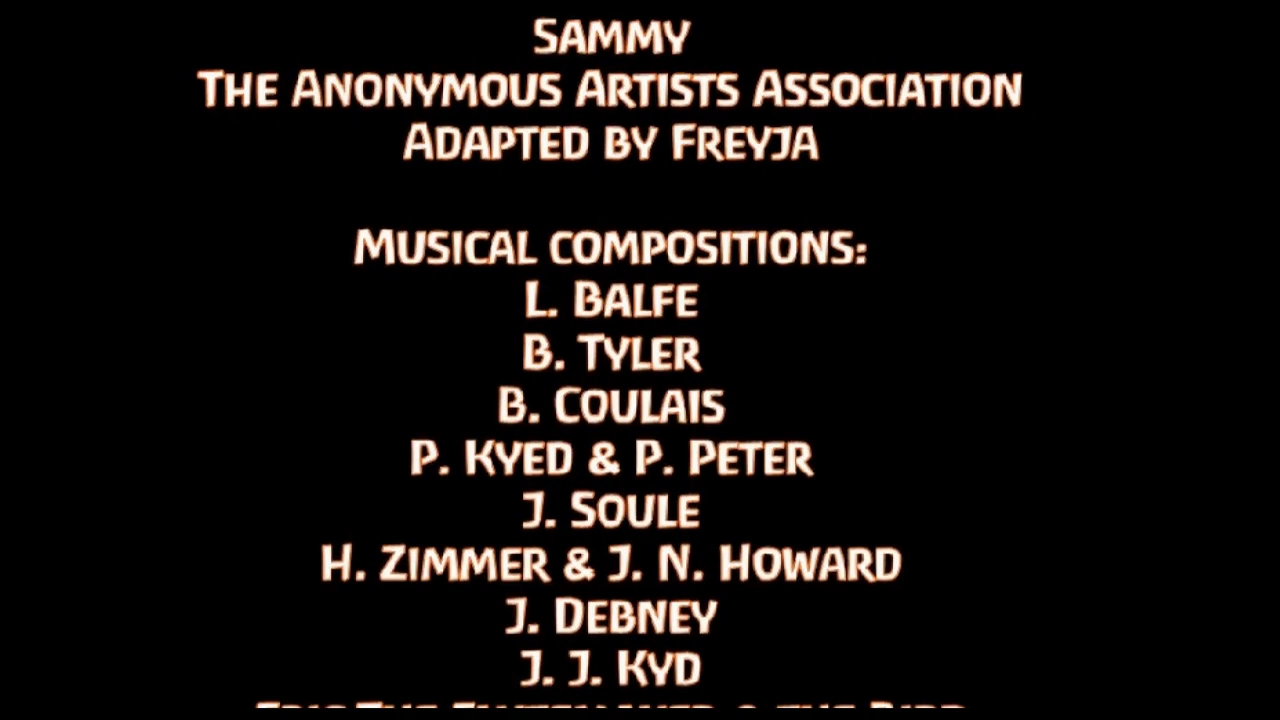 Sammy
The Anonymous Artists Association
Adapted by Freyja
Musical compositions:
L. Balfe
B. Tyler
B. Coulais
P. Kyed & P. Peter
J. Soule
H. Zimmer & J. N. Howard
J. Debney
J. J. Kyd